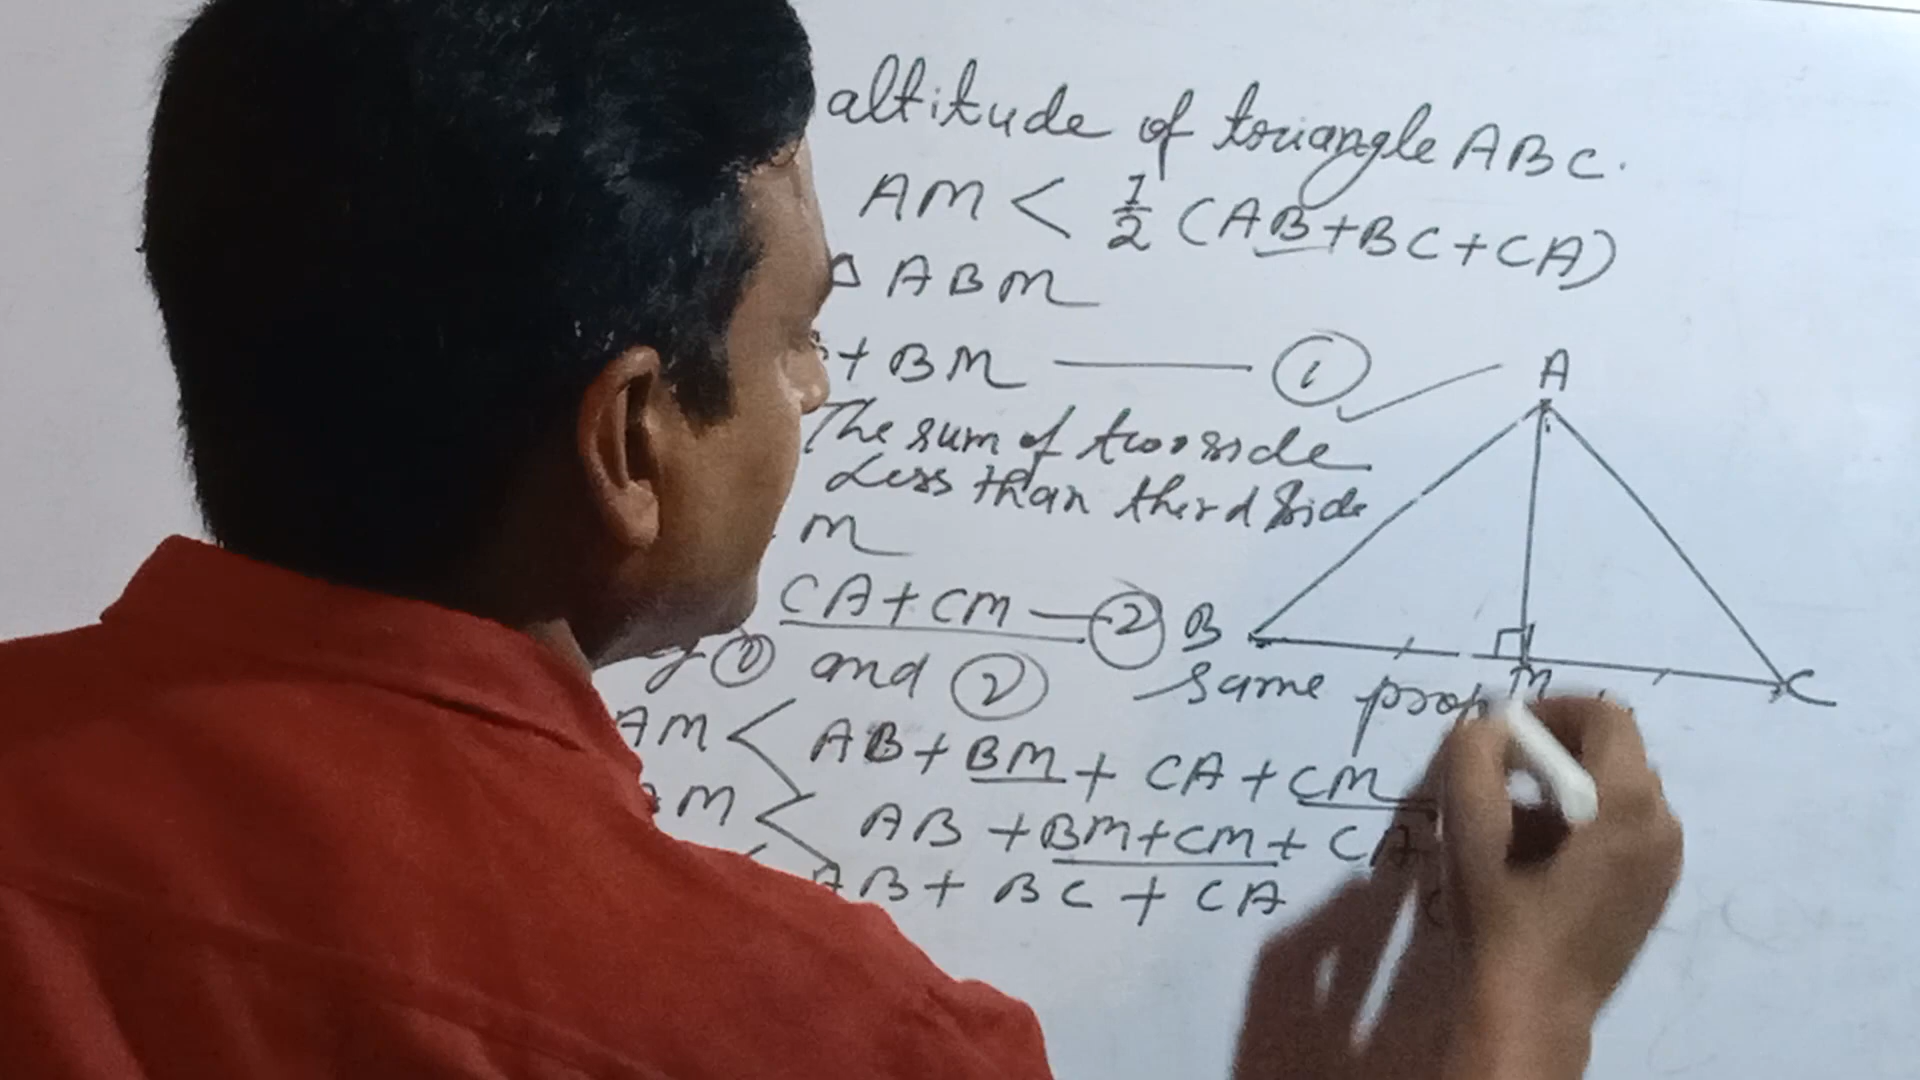 altitude of triangle ABC.
AM < 1/2 (AB+BC+CA)
Δ ABM
+ BM — ①
The sum of two side
Less than third side
M
CA+CM — ②
① and ②
same prop
AM < AB+BM+CA+CM
AM < AB+BM+CM+CA
AB+BC+CA
A
B
M
C